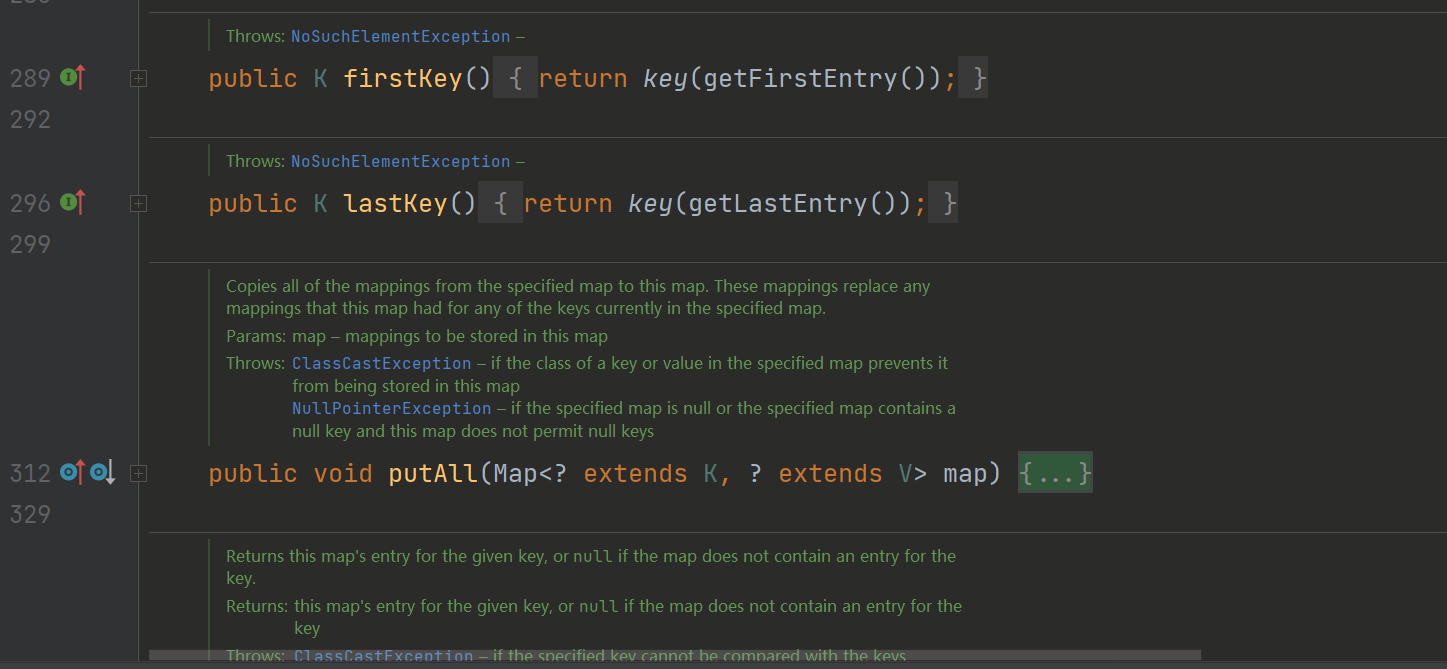 Throws: NoSuchElementException –
289 public K firstKey() { return key(getFirstEntry()); }
292
Throws: NoSuchElementException –
296 public K lastKey() { return key(getLastEntry()); }
299
Copies all of the mappings from the specified map to this map. These mappings replace any
mappings that this map had for any of the keys currently in the specified map.
Params: map – mappings to be stored in this map
Throws: ClassCastException – if the class of a key or value in the specified map prevents it
from being stored in this map
NullPointerException – if the specified map is null or the specified map contains a
null key and this map does not permit null keys
312 public void putAll(Map<? extends K, ? extends V> map) {...}
329
Returns this map's entry for the given key, or null if the map does not contain an entry for the
key.
Returns: this map's entry for the given key, or null if the map does not contain an entry for the
key
Throws: ClassCastException – if the specified key cannot be compared with the keys